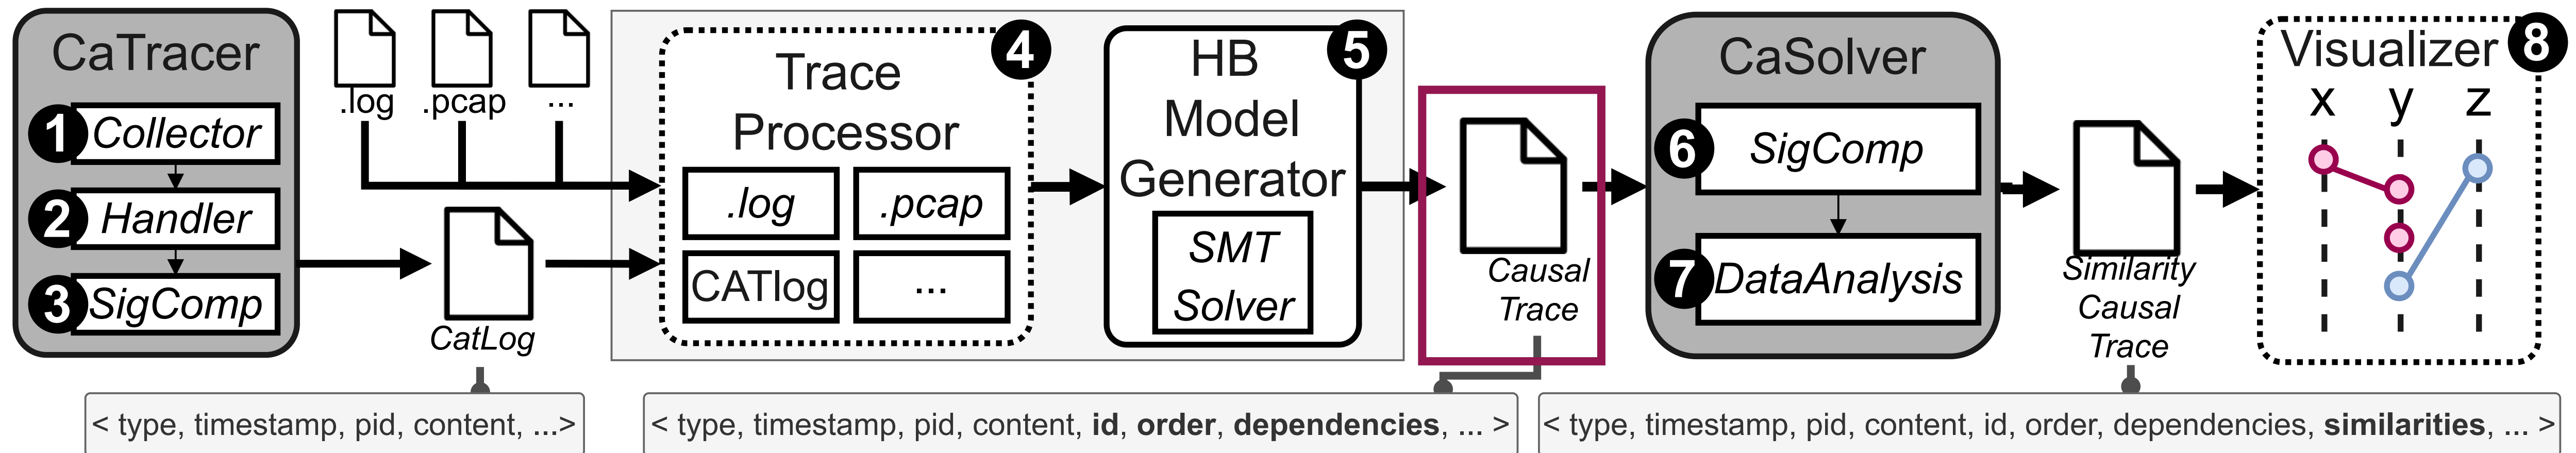 CaTracer
1 Collector
2 Handler
3 SigComp
.log
.pcap
...
CatLog
< type, timestamp, pid, content, ...>
4
Trace
Processor
.log
.pcap
CATlog
...
5
HB
Model
Generator
SMT
Solver
Causal
Trace
< type, timestamp, pid, content, id, order, dependencies, ... >
CaSolver
6 SigComp
7 DataAnalysis
Similarity
Causal
Trace
< type, timestamp, pid, content, id, order, dependencies, similarities, ... >
Visualizer 8
x y z